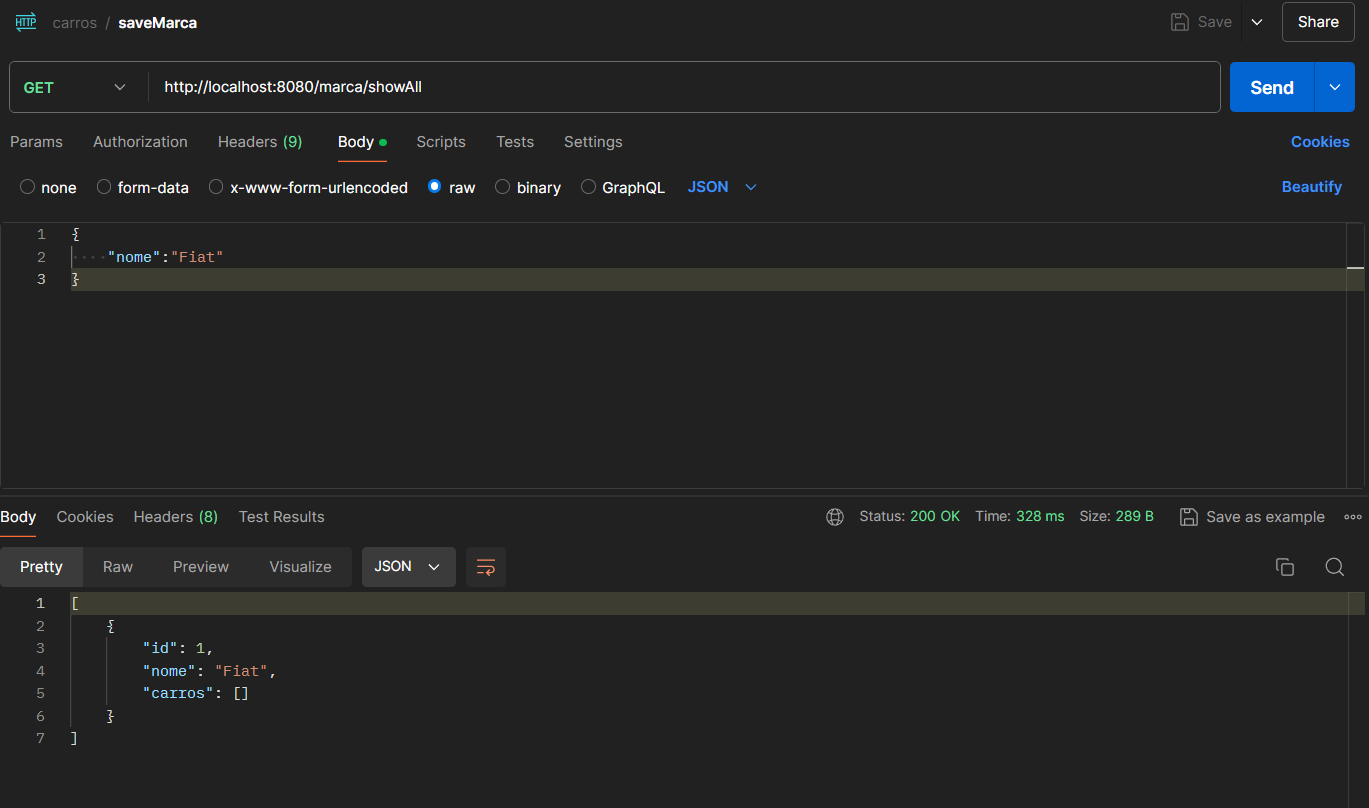 HTTP carros / saveMarca Save Share
GET http://localhost:8080/marca/showAll Send
Params Authorization Headers (9) Body Scripts Tests Settings Cookies
none form-data x-www-form-urlencoded raw binary GraphQL JSON Beautify
1 {
2 ····"nome":"Fiat"
3 }
Body Cookies Headers (8) Test Results Status: 200 OK Time: 328 ms Size: 289 B Save as example
Pretty Raw Preview Visualize JSON
1 [
2 {
3 "id": 1,
4 "nome": "Fiat",
5 "carros": []
6 }
7 ]